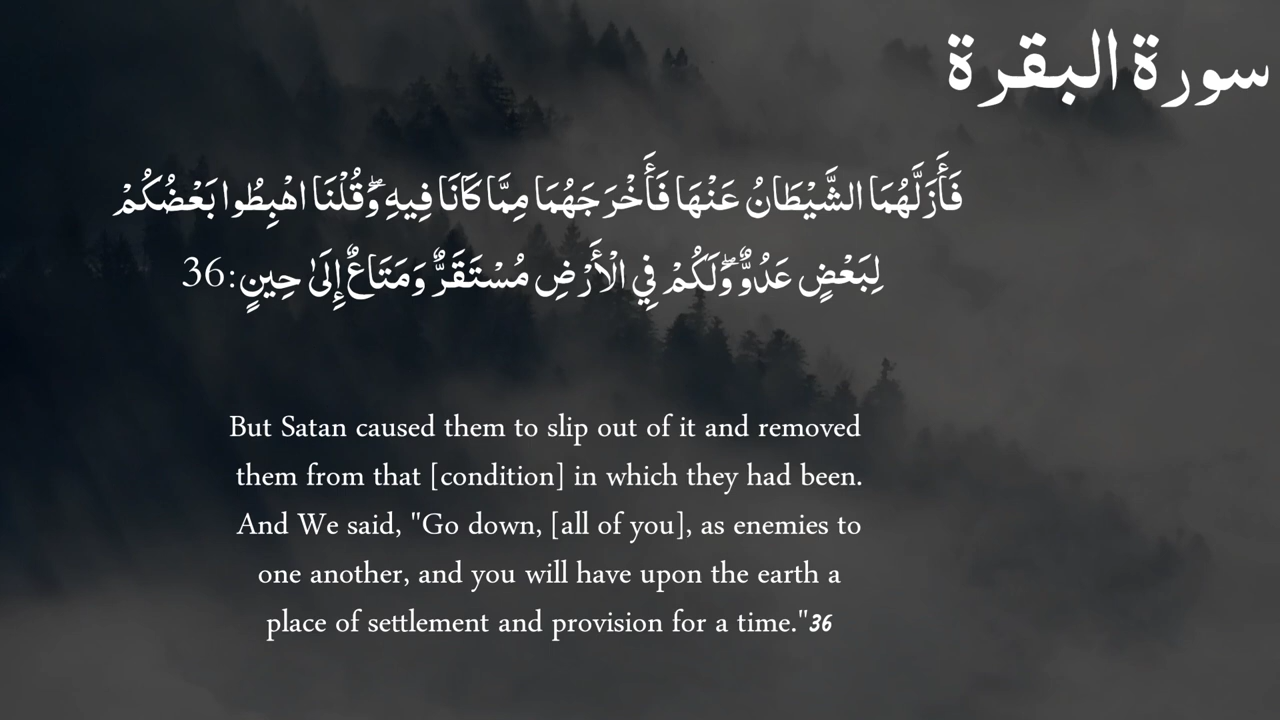 سورة البقرة
فَأَزَلَّهُمَا الشَّيْطَانُ عَنْهَا فَأَخْرَجَهُمَا مِمَّا كَانَا فِيهِ ۖ وَقُلْنَا اهْبِطُوا بَعْضُكُمْ
لِبَعْضٍ عَدُوٌّ ۖ وَلَكُمْ فِي الْأَرْضِ مُسْتَقَرٌّ وَمَتَاعٌ إِلَىٰ حِينٍ:36
But Satan caused them to slip out of it and removed
them from that [condition] in which they had been.
And We said, "Go down, [all of you], as enemies to
one another, and you will have upon the earth a
place of settlement and provision for a time."36